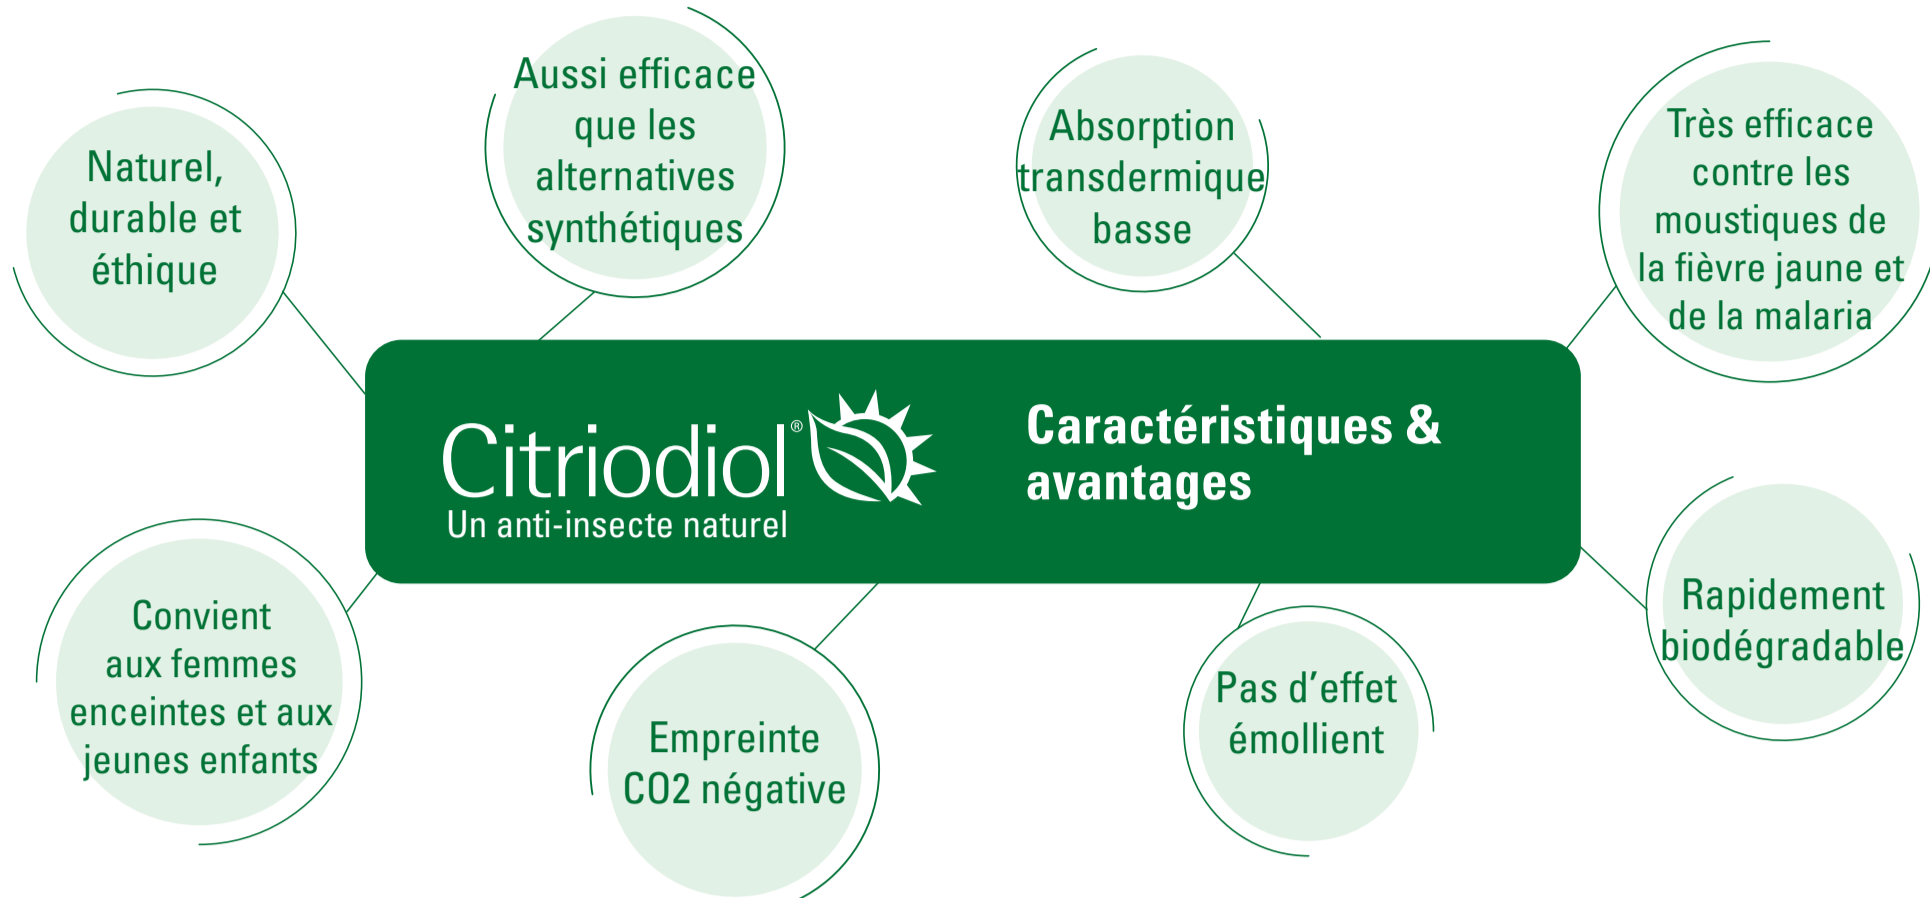 Naturel,
durable et
éthique
Aussi efficace
que les
alternatives
synthétiques
Absorption
transdermique
basse
Très efficace
contre les
moustiques de
la fièvre jaune et
de la malaria
Citriodiol®
Un anti-insecte naturel
Caractéristiques &
avantages
Convient
aux femmes
enceintes et aux
jeunes enfants
Empreinte
CO2 négative
Pas d’effet
émollient
Rapidement
biodégradable